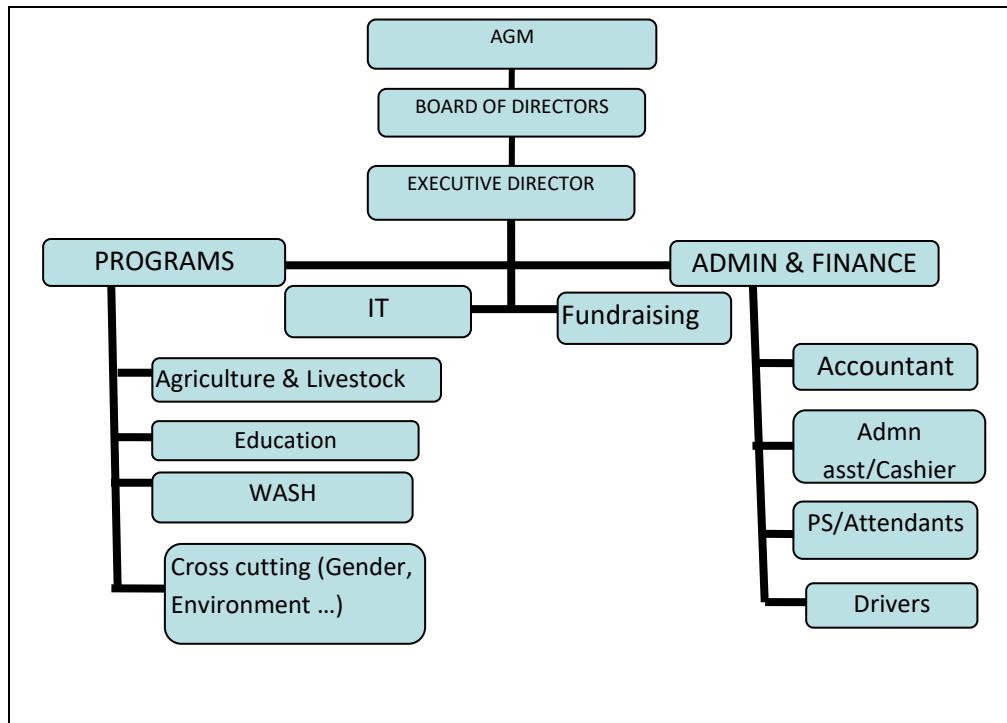 AGM
BOARD OF DIRECTORS
EXECUTIVE DIRECTOR
PROGRAMS
ADMIN & FINANCE
IT
Fundraising
Agriculture & Livestock
Education
WASH
Cross cutting (Gender,
Environment ...)
Accountant
Admn
asst/Cashier
PS/Attendants
Drivers